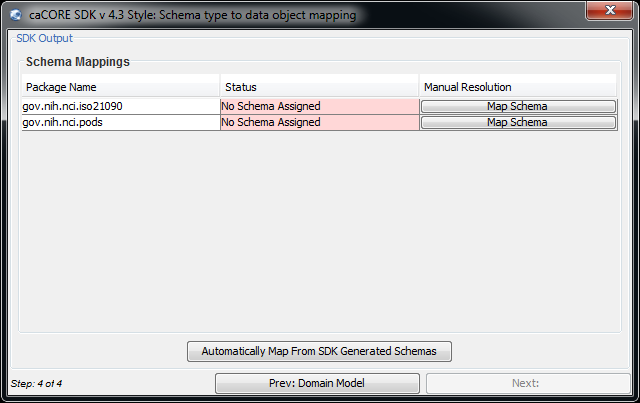 caCORE SDK v 4.3 Style: Schema type to data object mapping
SDK Output
Schema Mappings
Package Name Status Manual Resolution
gov.nih.nci.iso21090 No Schema Assigned Map Schema
gov.nih.nci.pods No Schema Assigned Map Schema
Automatically Map From SDK Generated Schemas
Step: 4 of 4 Prev: Domain Model Next: